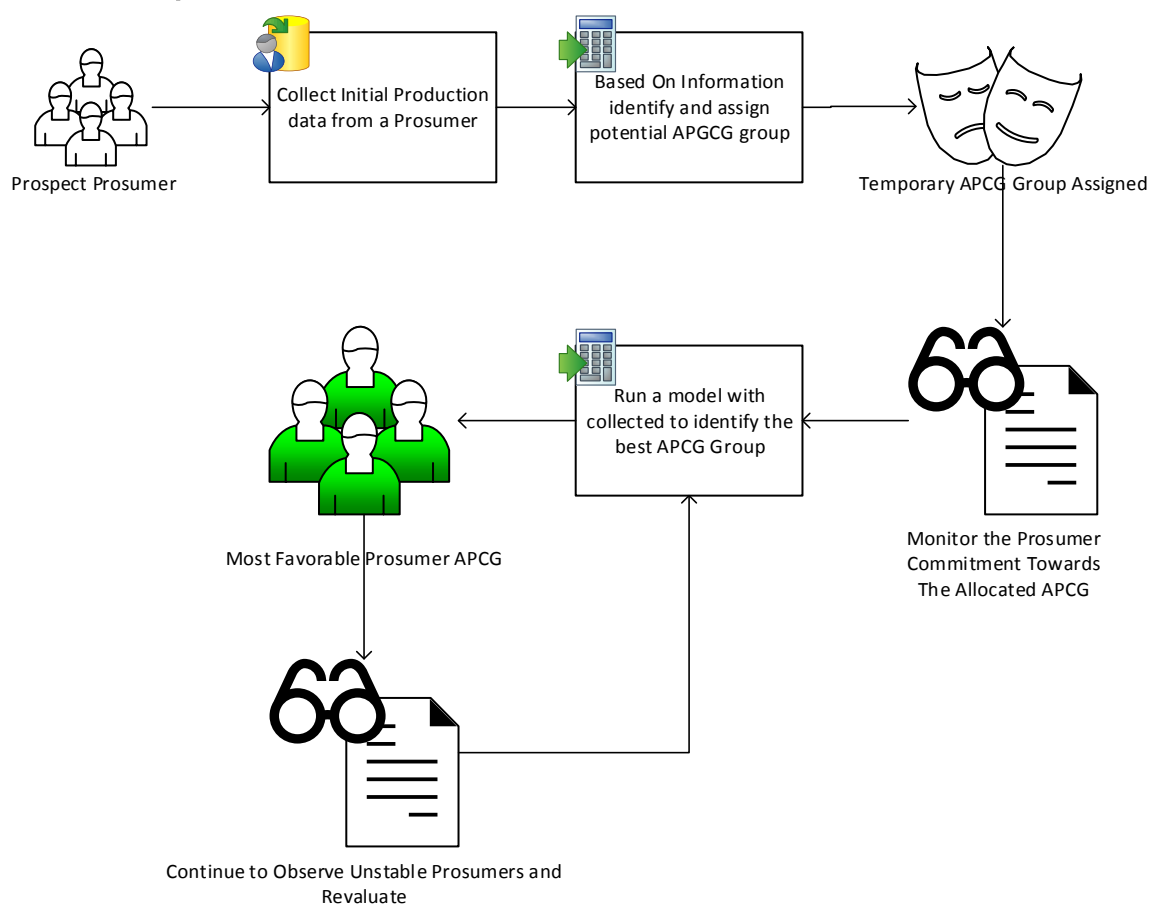 Prospect Prosumer
Collect Initial Production
data from a Prosumer
Based On Information
identify and assign
potential APGCG group
Temporary APCG Group Assigned
Monitor the Prosumer
Commitment Towards
The Allocated APCG
Run a model with
collected to identify the
best APCG Group
Most Favorable Prosumer APCG
Continue to Observe Unstable Prosumers and
Revaluate